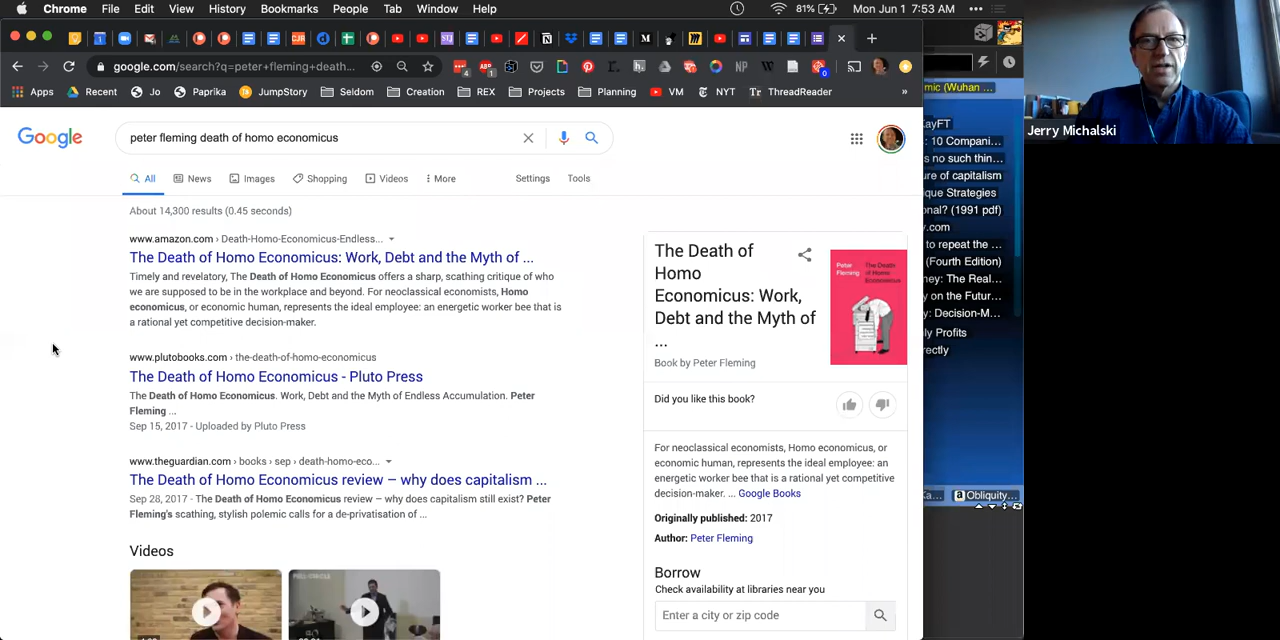 Chrome File Edit View History Bookmarks People Tab Window Help 81% Mon Jun 1 7:53 AM
google.com/search?q=peter+fleming+death...
Apps Recent Jo Paprika JumpStory Seldom Creation REX Projects Planning VM NYT ThreadReader »
Google
peter fleming death of homo economicus
All News Images Shopping Videos More Settings Tools
About 14,300 results (0.45 seconds)
www.amazon.com › Death-Homo-Economicus-Endless...
The Death of Homo Economicus: Work, Debt and the Myth of ...
Timely and revelatory, The Death of Homo Economicus offers a sharp, scathing critique of who
we are supposed to be in the workplace and beyond. For neoclassical economists, Homo
economicus, or economic human, represents the ideal employee: an energetic worker bee that is
a rational yet competitive decision-maker.
www.plutobooks.com › the-death-of-homo-economicus
The Death of Homo Economicus - Pluto Press
The Death of Homo Economicus. Work, Debt and the Myth of Endless Accumulation. Peter
Fleming ...
Sep 15, 2017 - Uploaded by Pluto Press
www.theguardian.com › books › sep › death-homo-eco...
The Death of Homo Economicus review – why does capitalism ...
Sep 28, 2017 - The Death of Homo Economicus review – why does capitalism still exist? Peter
Fleming's scathing, stylish polemic calls for a de-privatisation of ...
Videos
The Death of
Homo
Economicus: Work,
Debt and the Myth of
...
Book by Peter Fleming
Peter
Fleming
The Death
of Homo
Economicus
Did you like this book?
For neoclassical economists, Homo economicus, or
economic human, represents the ideal employee: an
energetic worker bee that is a rational yet competitive
decision-maker. ... Google Books
Originally published: 2017
Author: Peter Fleming
Borrow
Check availability at libraries near you
Enter a city or zip code
mic (Wuhan ...
ayFT
: 10 Compani...
s no such thin...
ure of capitalism
ique Strategies
onal? (1991 pdf)
y.com
to repeat the ...
(Fourth Edition)
ney: The Real...
y on the Futur...
y: Decision-M...
ly Profits
rectly
Ka... Obliquity...
Jerry Michalski